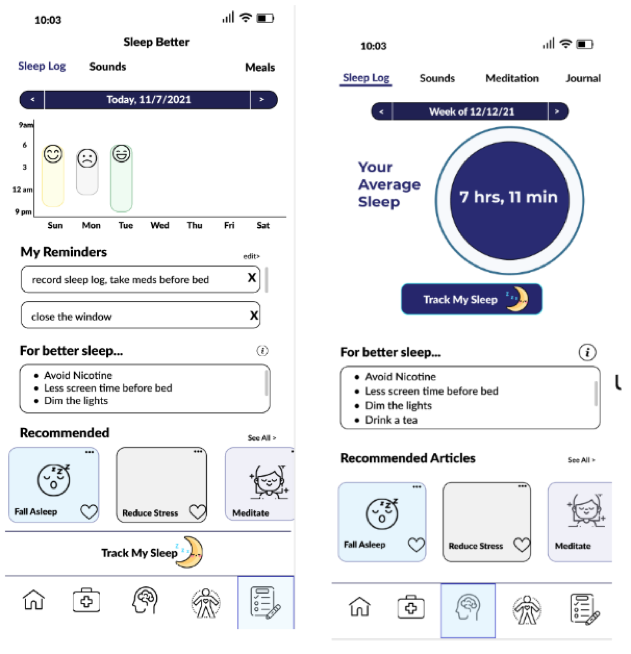 10:03
Sleep Better
Sleep Log Sounds Meals
< Today, 11/7/2021 >
9am
6
3
12 am
9 pm
Sun Mon Tue Wed Thu Fri Sat
My Reminders
edit>
record sleep log, take meds before bed X
close the window X
For better sleep...
i
• Avoid Nicotine
• Less screen time before bed
• Dim the lights
Recommended
See All >
Fall Asleep Reduce Stress Meditate
Track My Sleep
10:03
Sleep Log Sounds Meditation Journal
< Week of 12/12/21 >
Your
Average
Sleep
7 hrs, 11 min
Track My Sleep
For better sleep...
i
• Avoid Nicotine
• Less screen time before bed
• Dim the lights
• Drink a tea
Recommended Articles
See All >
Fall Asleep Reduce Stress Meditate